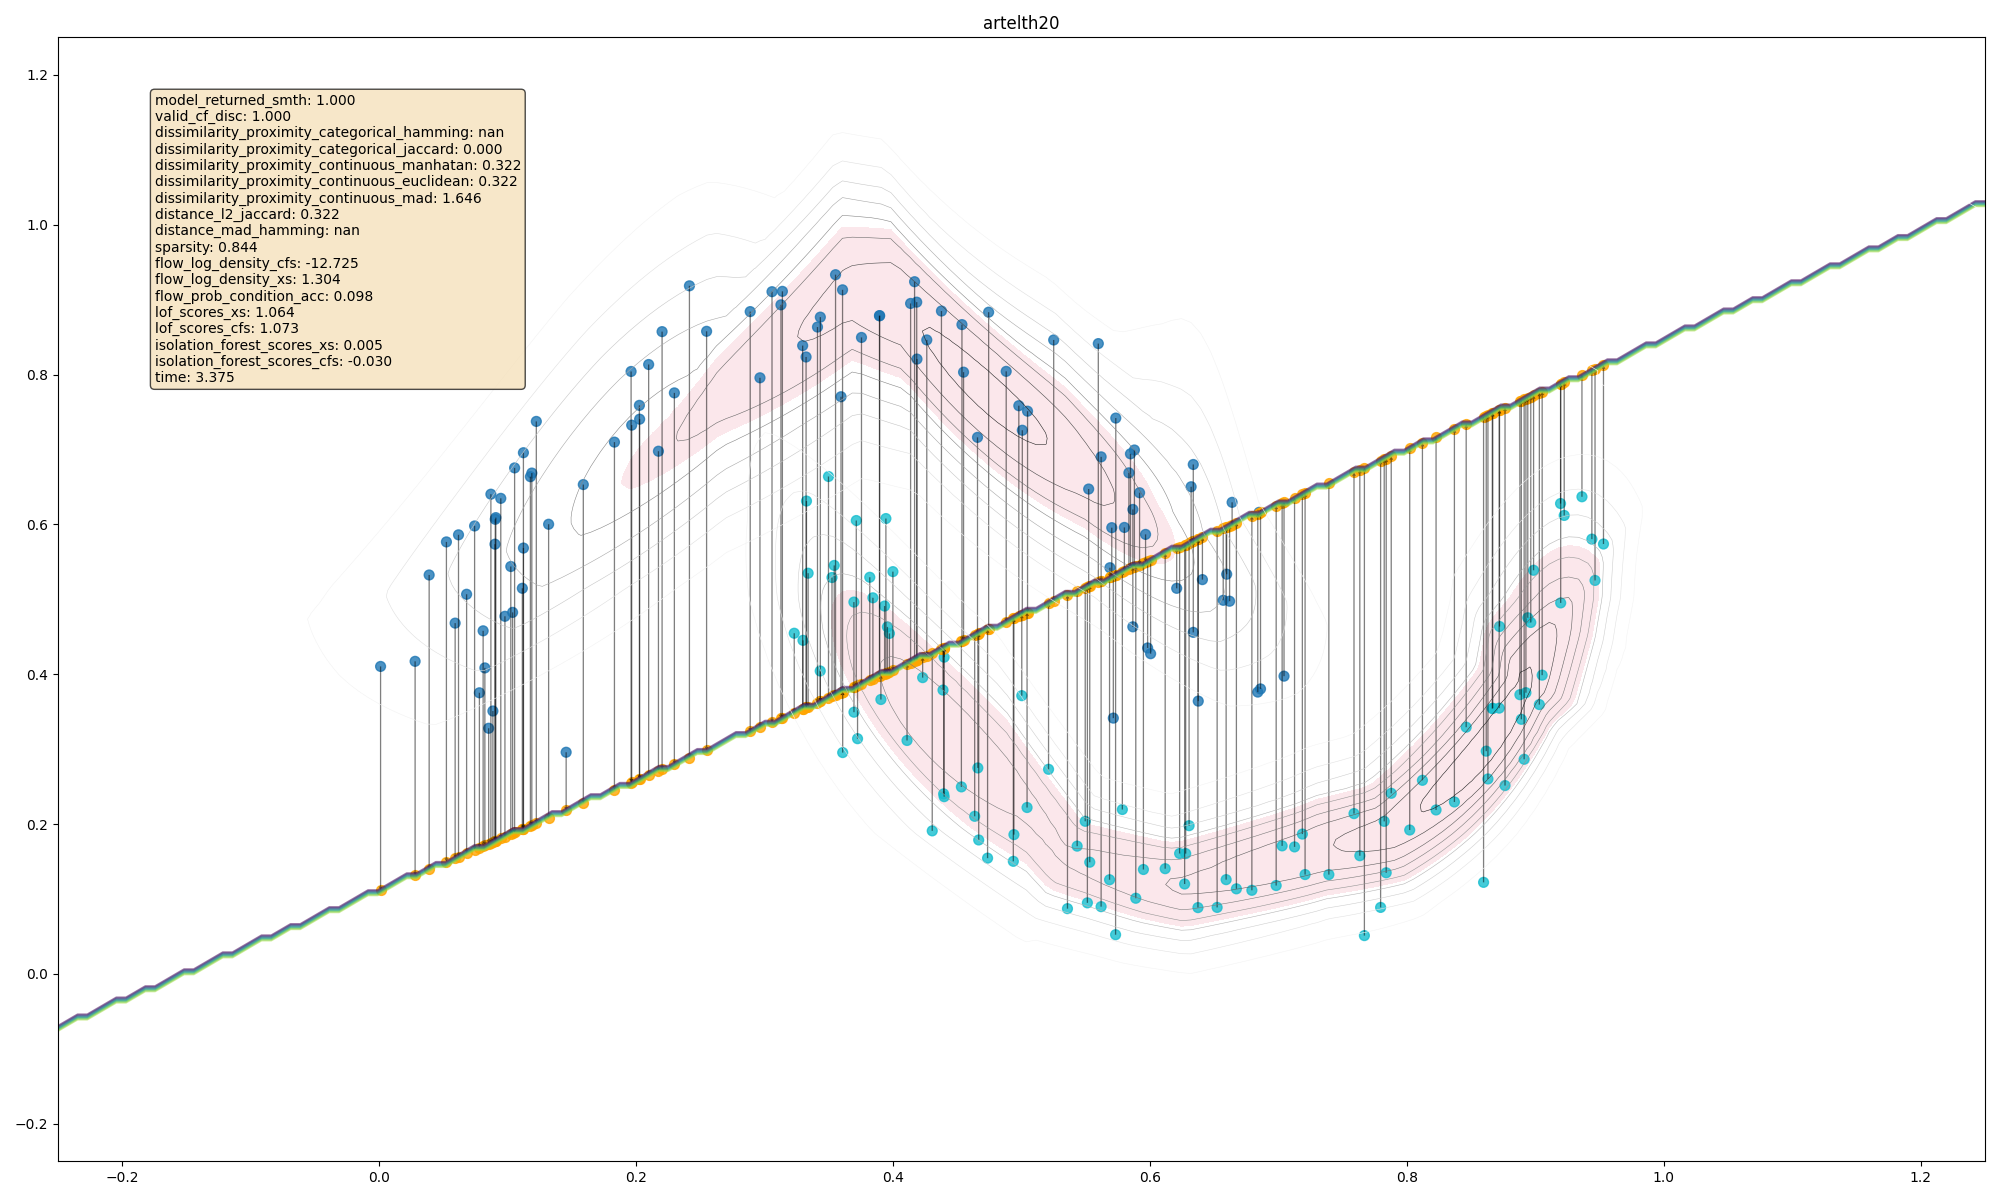 artelth20
1.2
1.0
0.8
0.6
0.4
0.2
0.0
−0.2
model_returned_smth: 1.000
valid_cf_disc: 1.000
dissimilarity_proximity_categorical_hamming: nan
dissimilarity_proximity_categorical_jaccard: 0.000
dissimilarity_proximity_continuous_manhatan: 0.322
dissimilarity_proximity_continuous_euclidean: 0.322
dissimilarity_proximity_continuous_mad: 1.646
distance_l2_jaccard: 0.322
distance_mad_hamming: nan
sparsity: 0.844
flow_log_density_cfs: -12.725
flow_log_density_xs: 1.304
flow_prob_condition_acc: 0.098
lof_scores_xs: 1.064
lof_scores_cfs: 1.073
isolation_forest_scores_xs: 0.005
isolation_forest_scores_cfs: -0.030
time: 3.375
−0.2 0.0 0.2 0.4 0.6 0.8 1.0 1.2